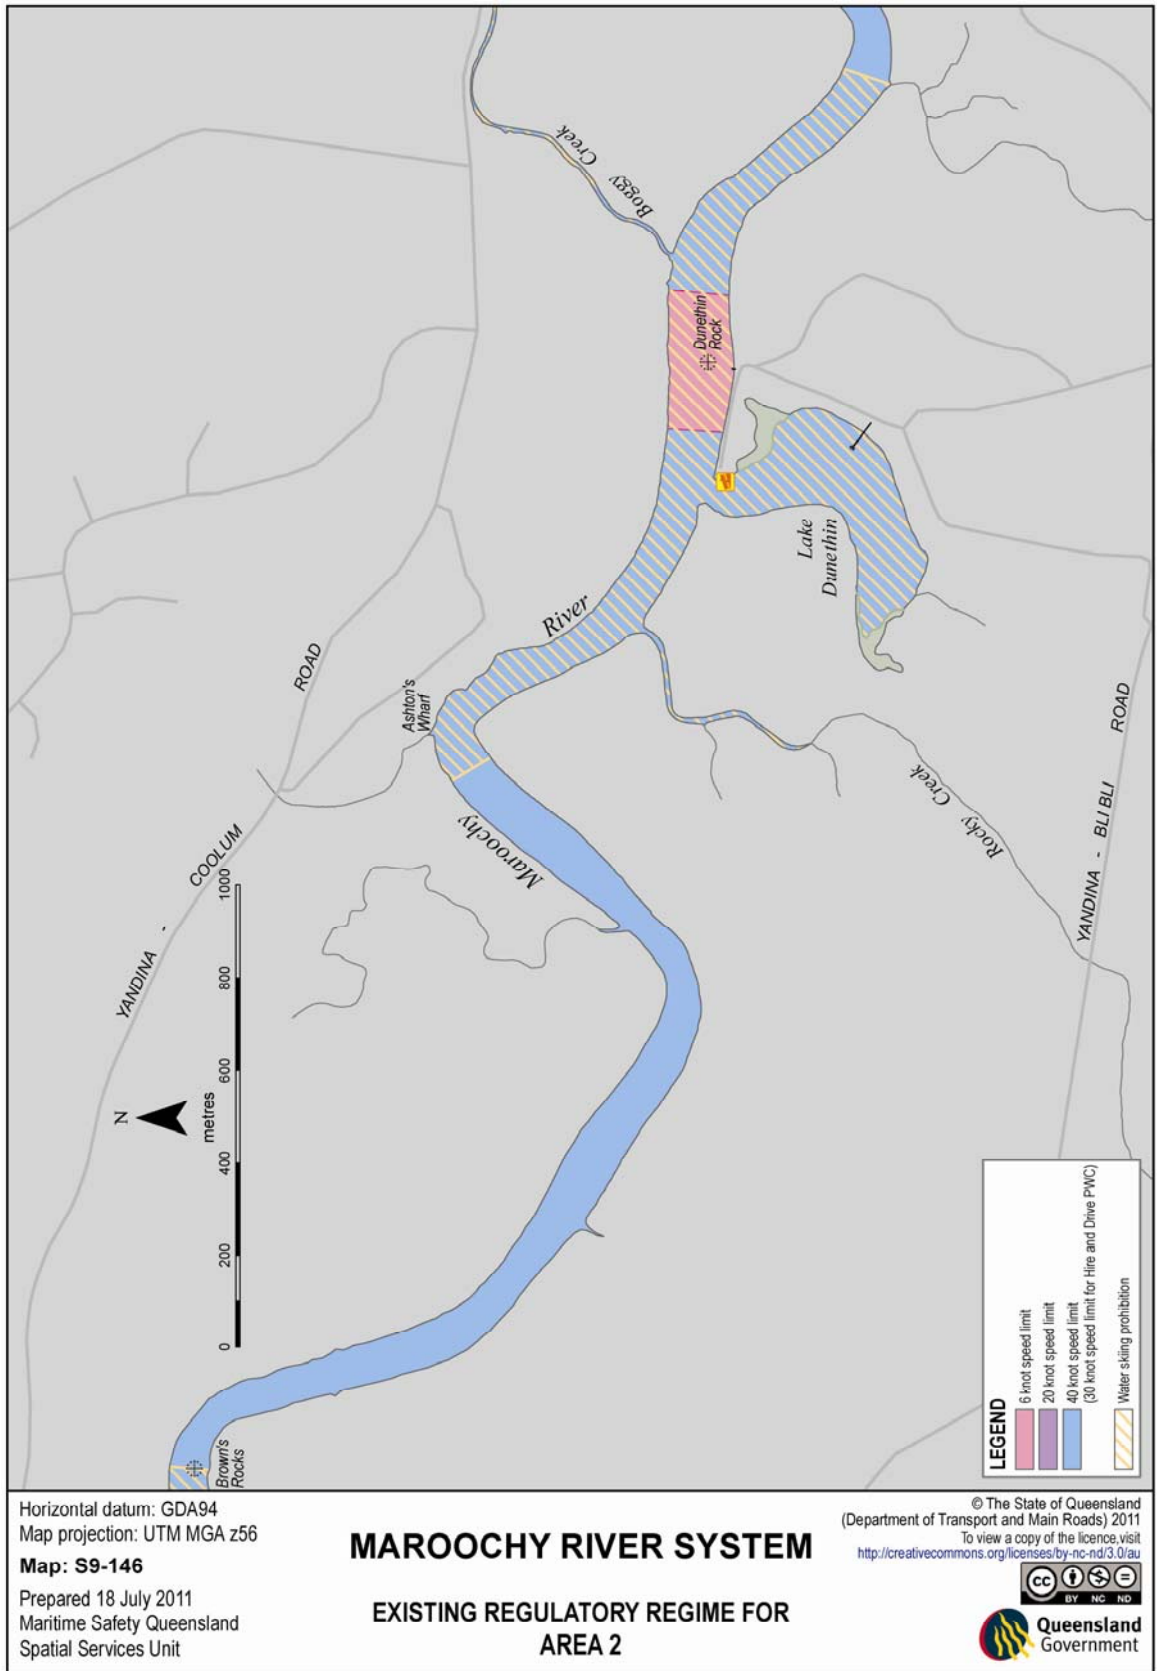 Boggy Creek
Dunethin
Rock
Lake
Dunethin
River
Ashton's
Wharf
ROAD
COOLUM
YANDINA -
Maroochy
Rocky Creek
YANDINA - BLI BLI ROAD
N
metres
0 200 400 600 800 1000
Brown's
Rocks
LEGEND
6 knot speed limit
20 knot speed limit
40 knot speed limit
(30 knot speed limit for Hire and Drive PWC)
Water skiing prohibition
Horizontal datum: GDA94
Map projection: UTM MGA z56
Map: S9-146
Prepared 18 July 2011
Maritime Safety Queensland
Spatial Services Unit
MAROOCHY RIVER SYSTEM
EXISTING REGULATORY REGIME FOR
AREA 2
© The State of Queensland
(Department of Transport and Main Roads) 2011
To view a copy of the licence,visit
http://creativecommons.org/licenses/by-nc-nd/3.0/au
cc
BY NC ND
Queensland
Government